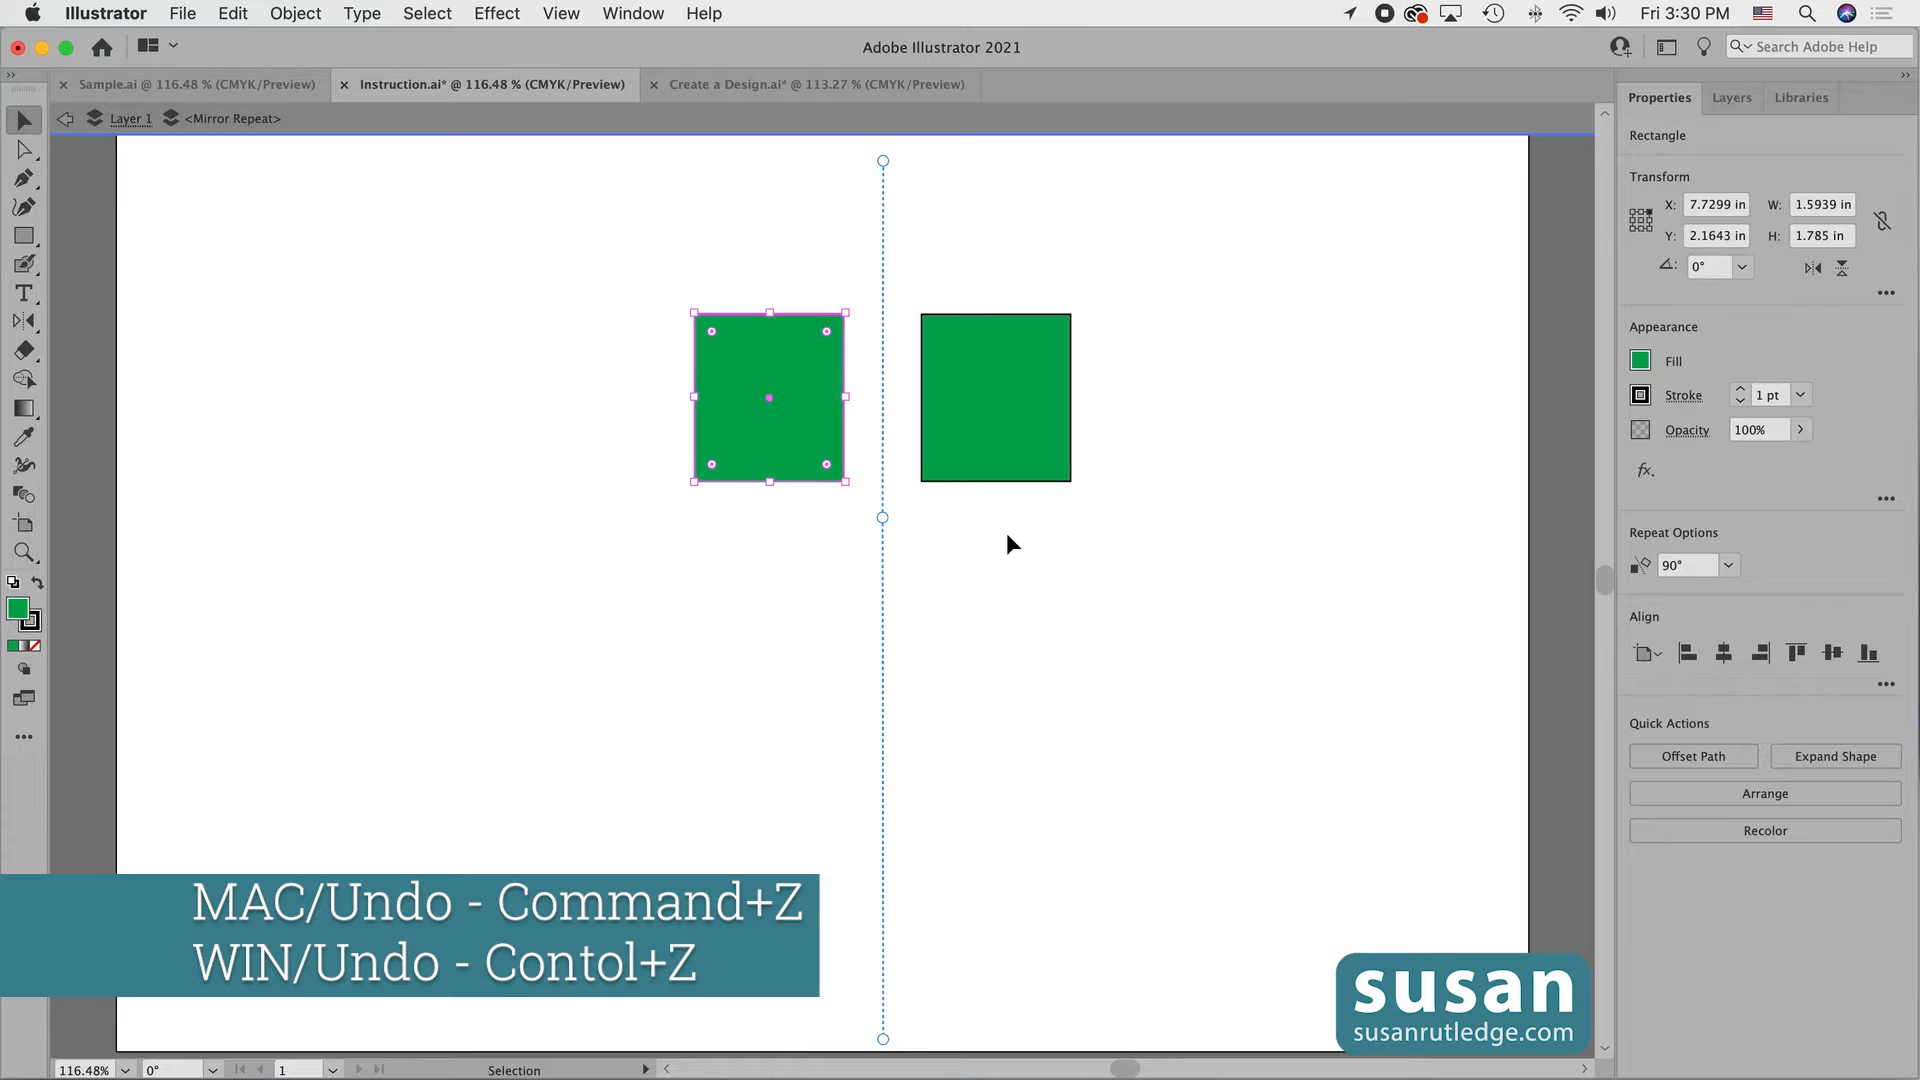 Illustrator File Edit Object Type Select Effect View Window Help Fri 3:30 PM
Adobe Illustrator 2021
Search Adobe Help
Sample.ai @ 116.48 % (CMYK/Preview) Instruction.ai* @ 116.48 % (CMYK/Preview) Create a Design.ai* @ 113.27 % (CMYK/Preview)
Layer 1 <Mirror Repeat>
Properties Layers Libraries
Rectangle
Transform
X: 7.7299 in W: 1.5939 in
Y: 2.1643 in H: 1.785 in
0°
Appearance
Fill
Stroke 1 pt
Opacity 100%
fx.
Repeat Options
90°
Align
Quick Actions
Offset Path Expand Shape
Arrange
Recolor
MAC/Undo - Command+Z
WIN/Undo - Contol+Z
susan
susanrutledge.com
116.48% 0° 1 Selection